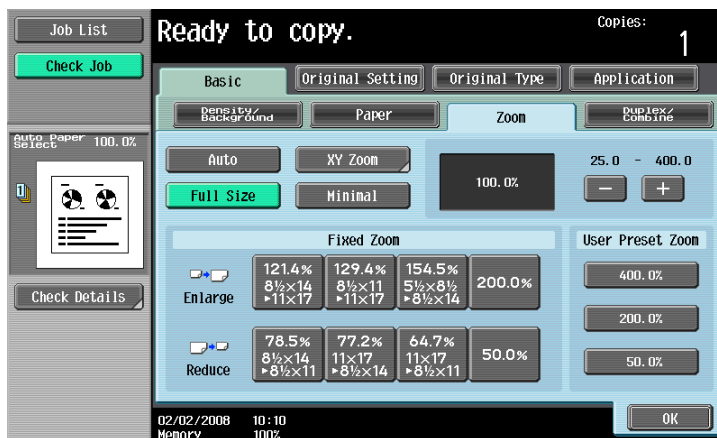 Job List
Check Job
Auto Paper
Select 100.0%
Check Details
Ready to copy.
Copies:
1
Basic
Original Setting
Original Type
Application
Density/
Background
Paper
Zoom
Duplex/
Combine
Auto
XY Zoom
Full Size
Minimal
100.0%
25.0 - 400.0
− +
Fixed Zoom
Enlarge
121.4%
8½×14
▸11×17
129.4%
8½×11
▸11×17
154.5%
5½×8½
▸8½×14
200.0%
Reduce
78.5%
8½×14
▸8½×11
77.2%
11×17
▸8½×14
64.7%
11×17
▸8½×11
50.0%
User Preset Zoom
400.0%
200.0%
50.0%
02/02/2008 10:10
Memory 100%
OK